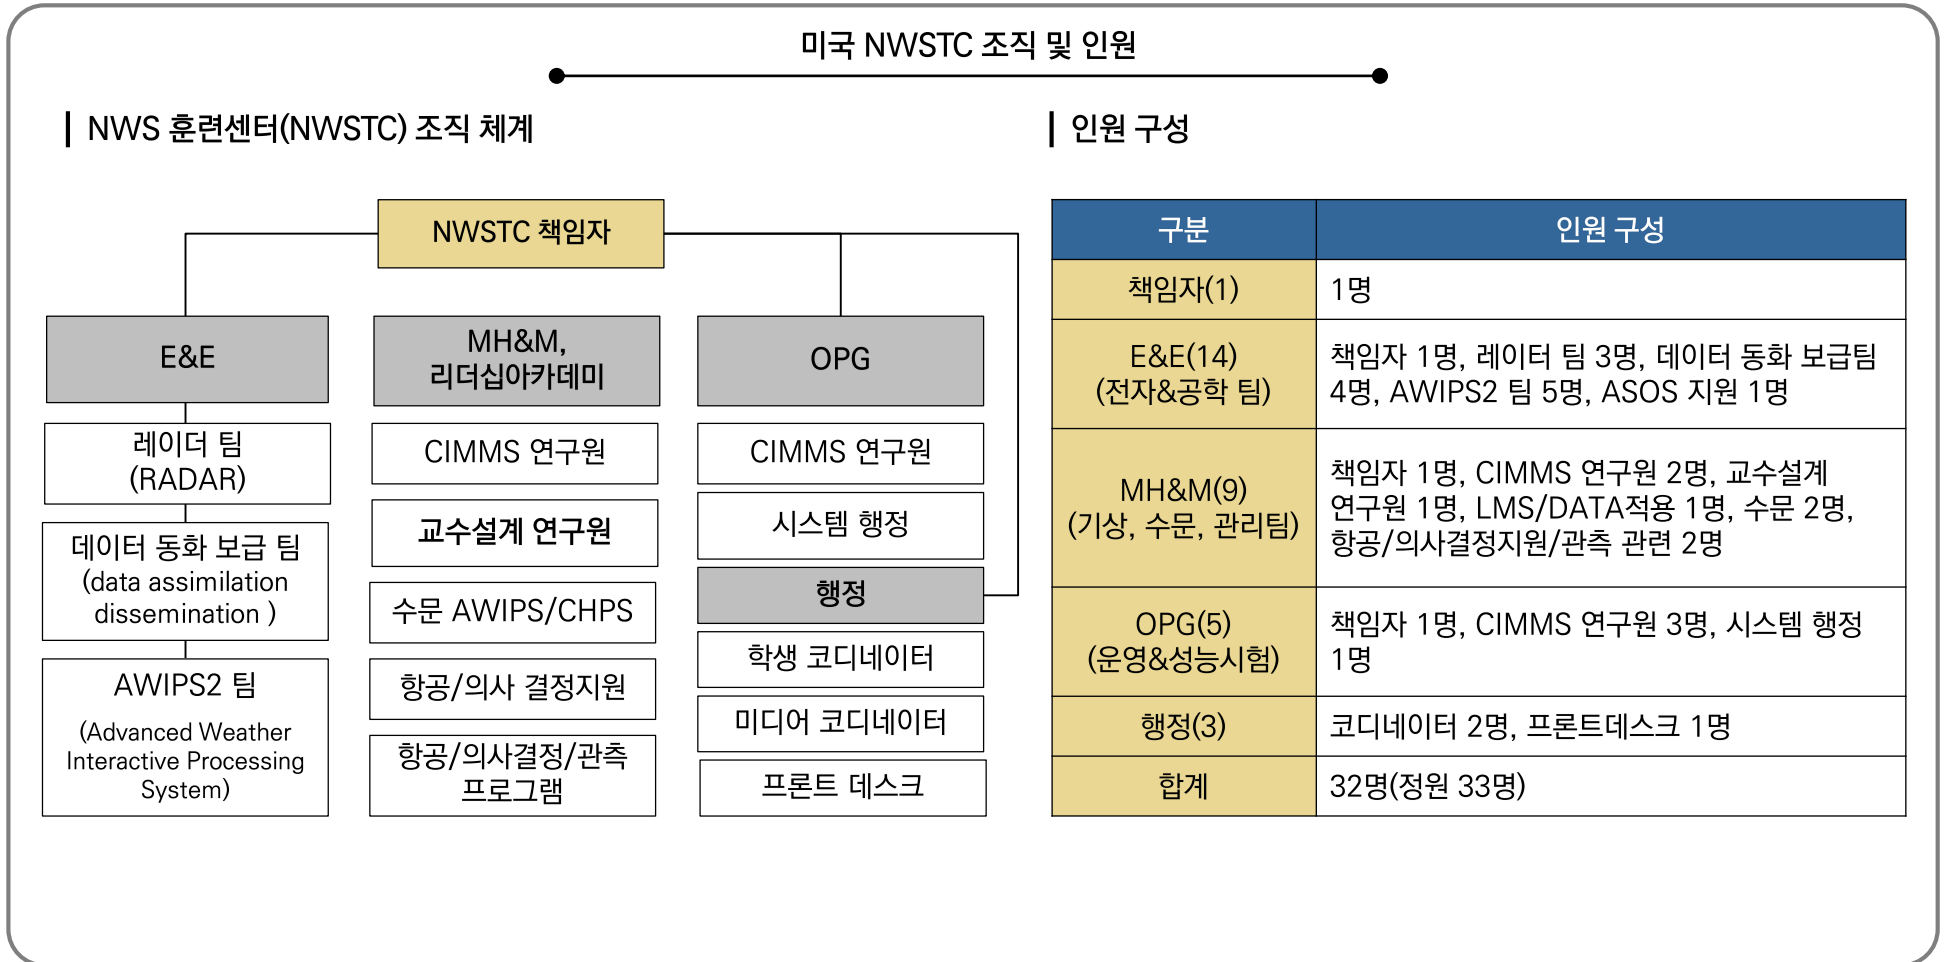 미국 NWSTC 조직 및 인원
NWS 훈련센터(NWSTC) 조직 체계
NWSTC 책임자
E&E
레이더 팀
(RADAR)
데이터 동화 보급 팀
(data assimilation
dissemination )
AWIPS2 팀
(Advanced Weather
Interactive Processing
System)
MH&M,
리더십아카데미
CIMMS 연구원
교수설계 연구원
수문 AWIPS/CHPS
항공/의사 결정지원
항공/의사결정/관측
프로그램
OPG
CIMMS 연구원
시스템 행정
행정
학생 코디네이터
미디어 코디네이터
프론트 데스크
인원 구성
구분 인원 구성
책임자(1) 1명
E&E(14)
(전자&공학 팀)
책임자 1명, 레이터 팀 3명, 데이터 동화 보급팀
4명, AWIPS2 팀 5명, ASOS 지원 1명
MH&M(9)
(기상, 수문, 관리팀)
책임자 1명, CIMMS 연구원 2명, 교수설계
연구원 1명, LMS/DATA적용 1명, 수문 2명,
항공/의사결정지원/관측 관련 2명
OPG(5)
(운영&성능시험)
책임자 1명, CIMMS 연구원 3명, 시스템 행정
1명
행정(3) 코디네이터 2명, 프론트데스크 1명
합계 32명(정원 33명)